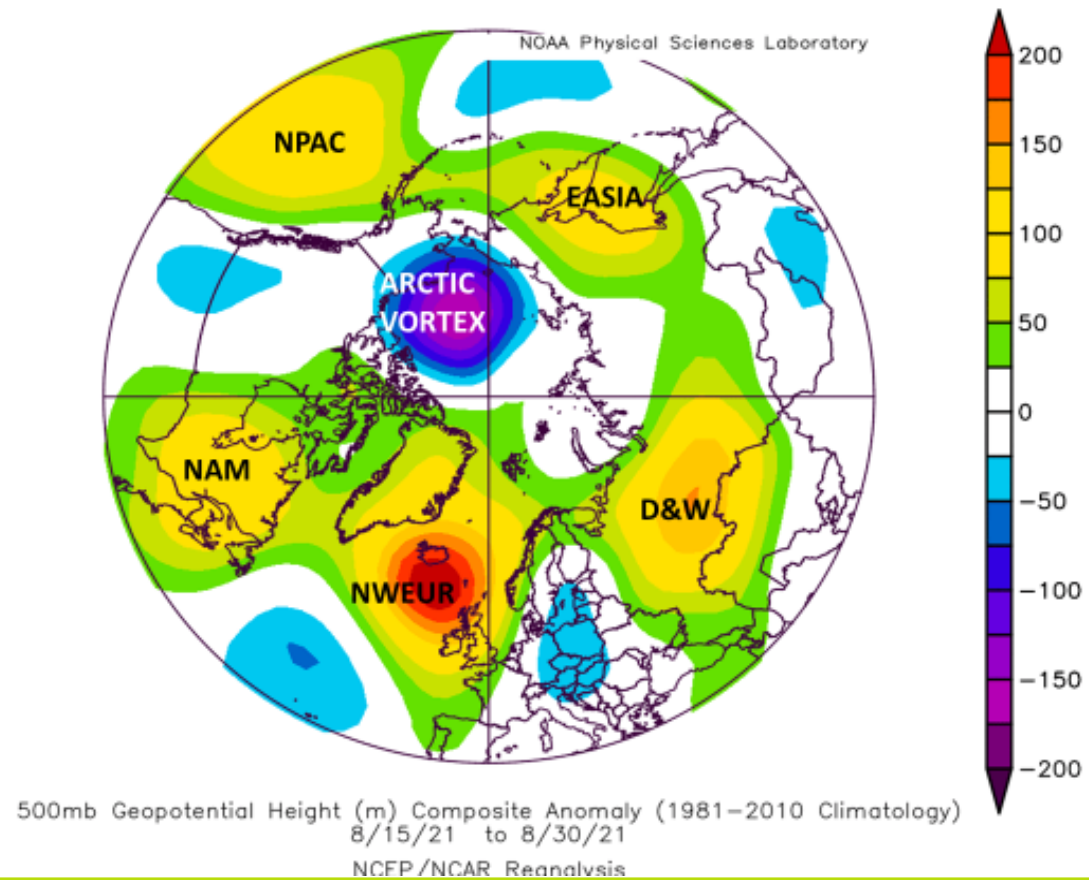 NOAA Physical Sciences Laboratory
200
150
100
50
0
−50
−100
−150
−200
NPAC
EASIA
ARCTIC
VORTEX
NAM
D&W
NWEUR
500mb Geopotential Height (m) Composite Anomaly (1981−2010 Climatology)
8/15/21 to 8/30/21
NCEP/NCAR Reanalysis